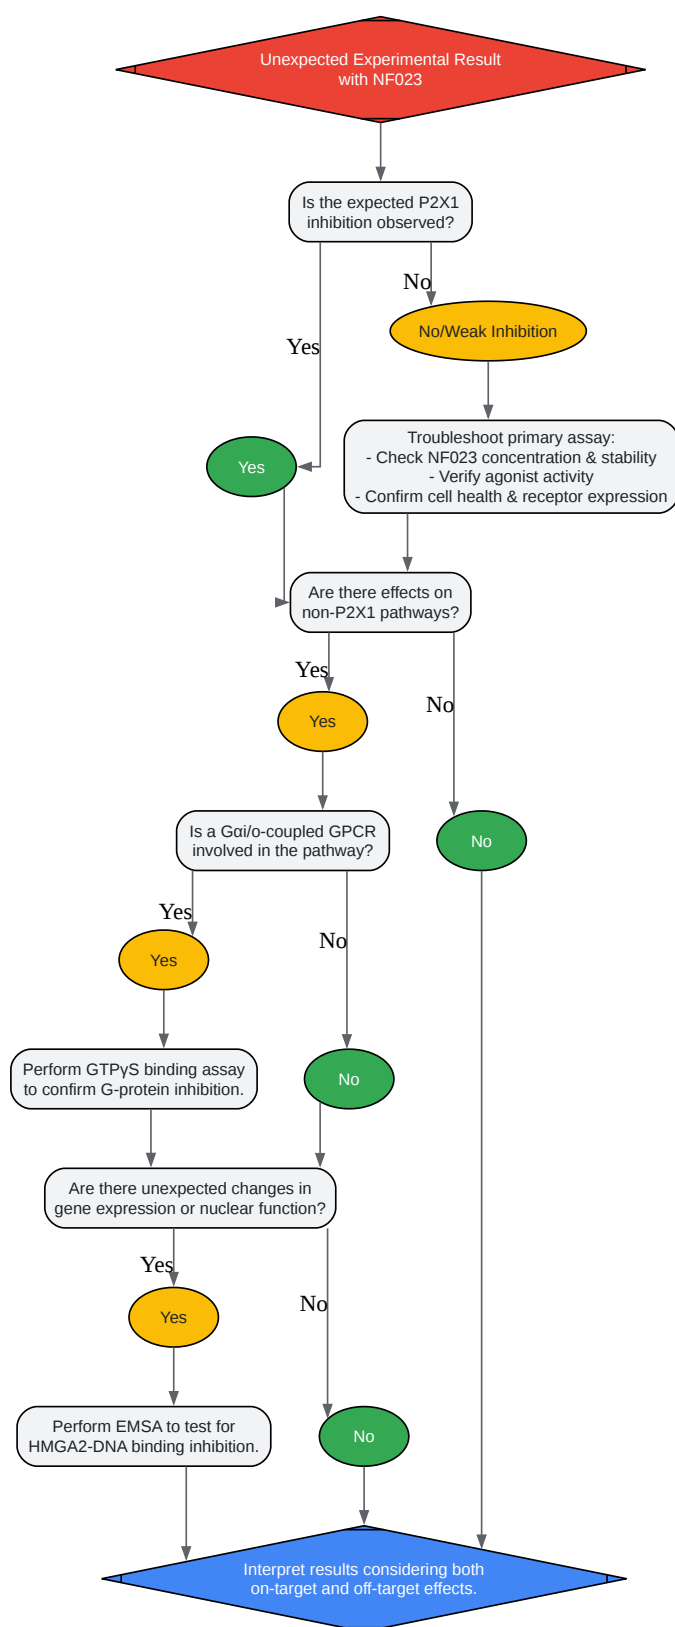 Unexpected Experimental Result
with NF023
Is the expected P2X1
inhibition observed?
No
No/Weak Inhibition
Yes
Troubleshoot primary assay:
- Check NF023 concentration & stability
- Verify agonist activity
- Confirm cell health & receptor expression
Yes
Are there effects on
non-P2X1 pathways?
Yes
No
Yes
Is a Gαi/o-coupled GPCR
involved in the pathway?
No
Yes
No
Yes
Perform GTPγS binding assay
to confirm G-protein inhibition.
No
Are there unexpected changes in
gene expression or nuclear function?
Yes
No
Yes
Perform EMSA to test for
HMGA2-DNA binding inhibition.
No
Interpret results considering both
on-target and off-target effects.